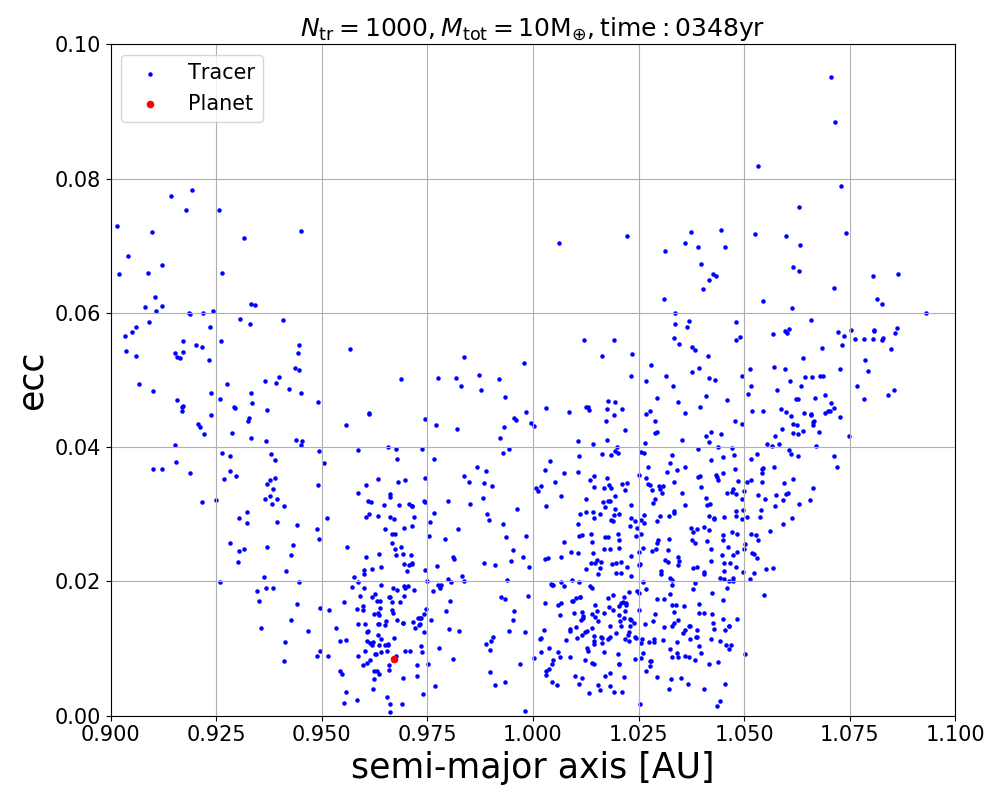 N_tr = 1000, M_tot = 10M_⊕, time : 0348yr
Tracer
Planet
ecc
0.10
0.08
0.06
0.04
0.02
0.00
0.900 0.925 0.950 0.975 1.000 1.025 1.050 1.075 1.100
semi-major axis [AU]